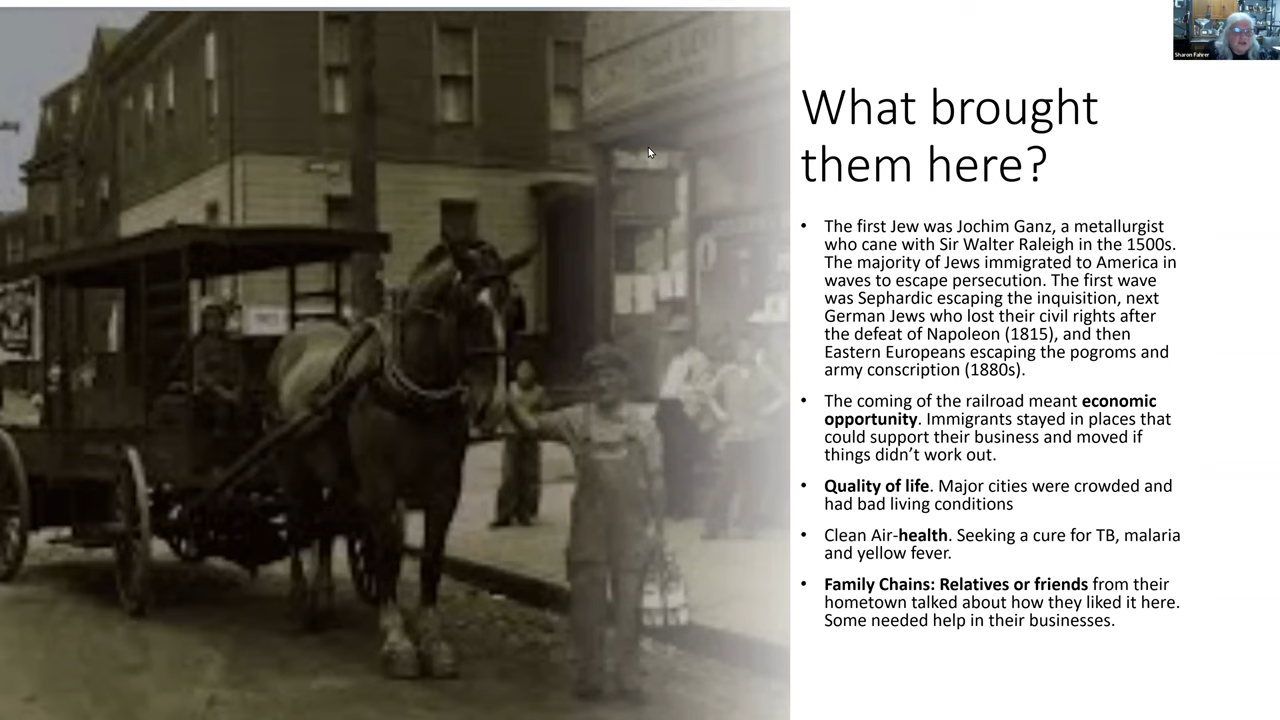 Sharon Fahrer
What brought
them here?
• The first Jew was Jochim Ganz, a metallurgist
who cane with Sir Walter Raleigh in the 1500s.
The majority of Jews immigrated to America in
waves to escape persecution. The first wave
was Sephardic escaping the inquisition, next
German Jews who lost their civil rights after
the defeat of Napoleon (1815), and then
Eastern Europeans escaping the pogroms and
army conscription (1880s).
• The coming of the railroad meant economic
opportunity. Immigrants stayed in places that
could support their business and moved if
things didn’t work out.
• Quality of life. Major cities were crowded and
had bad living conditions
• Clean Air-health. Seeking a cure for TB, malaria
and yellow fever.
• Family Chains: Relatives or friends from their
hometown talked about how they liked it here.
Some needed help in their businesses.